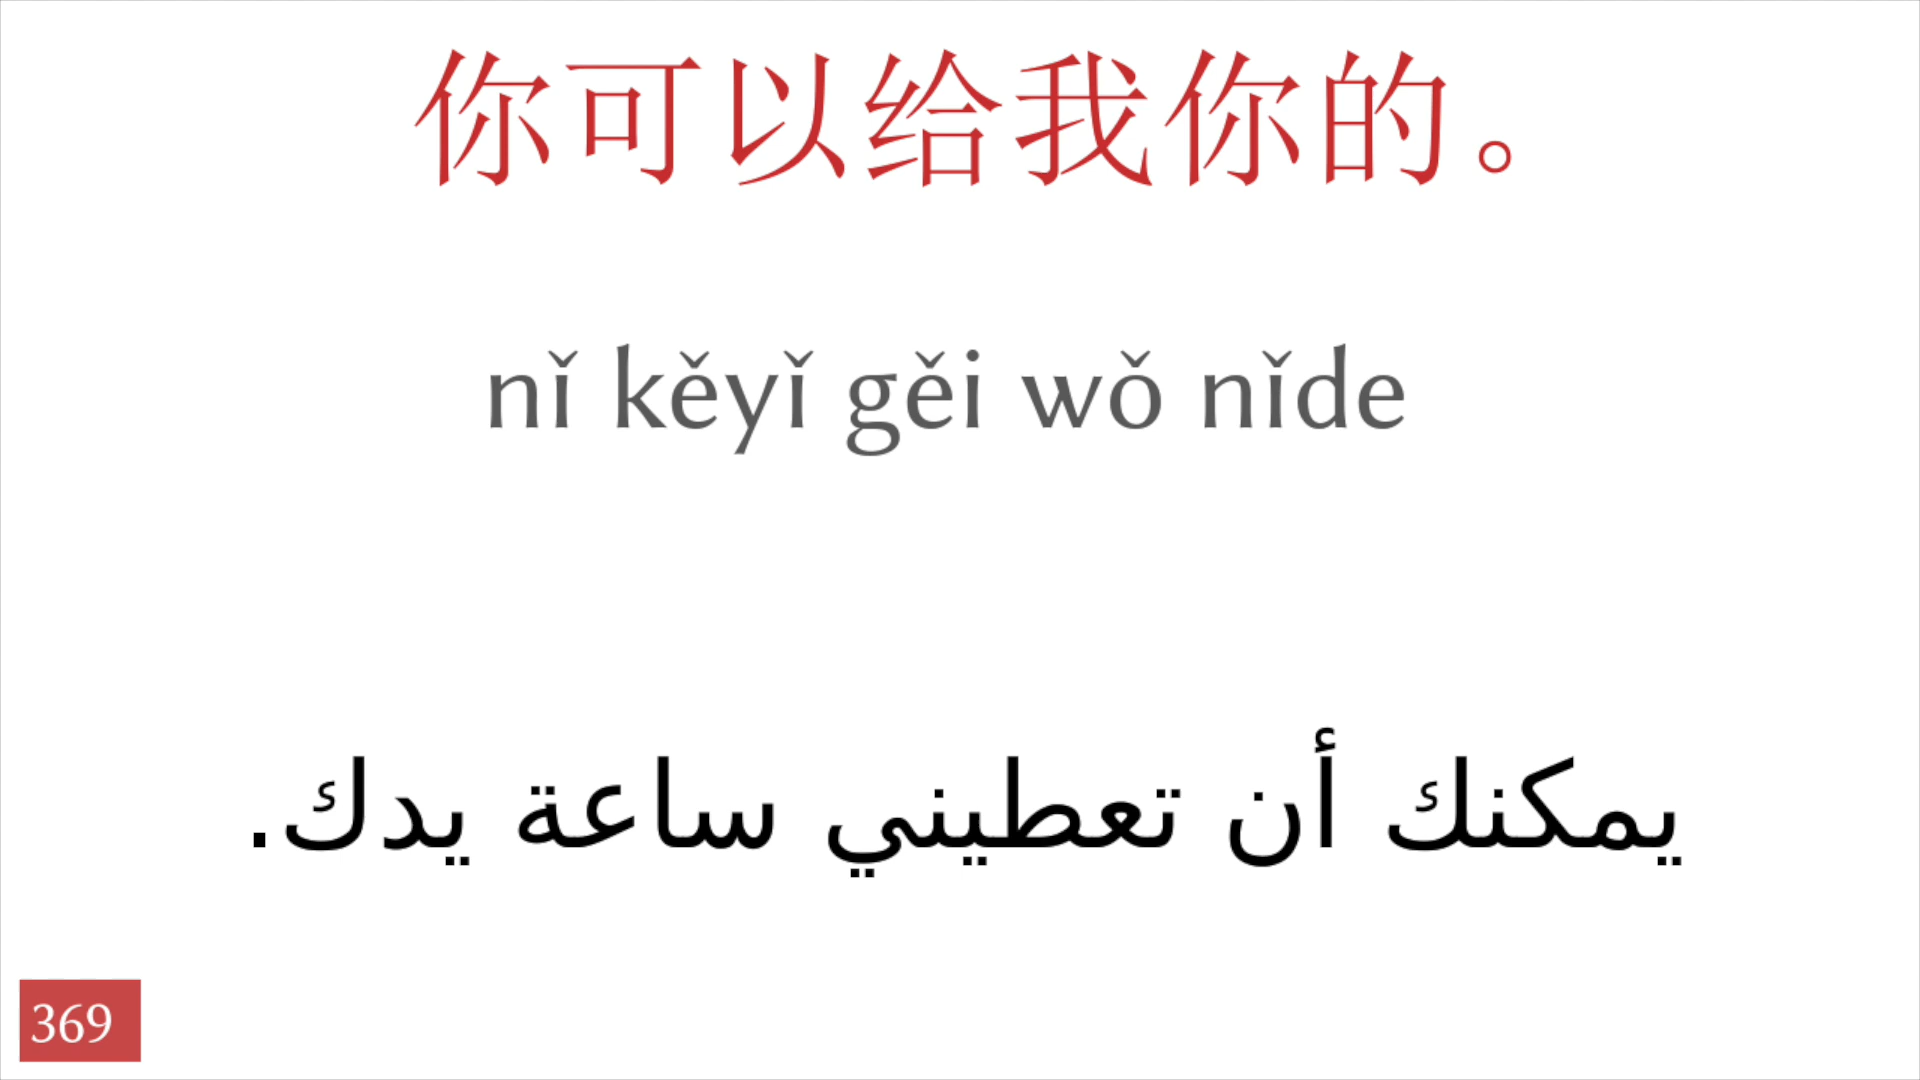 你可以给我你的。
nǐ kěyǐ gěi wǒ nǐde
يمكنك أن تعطيني ساعة يدك.
369